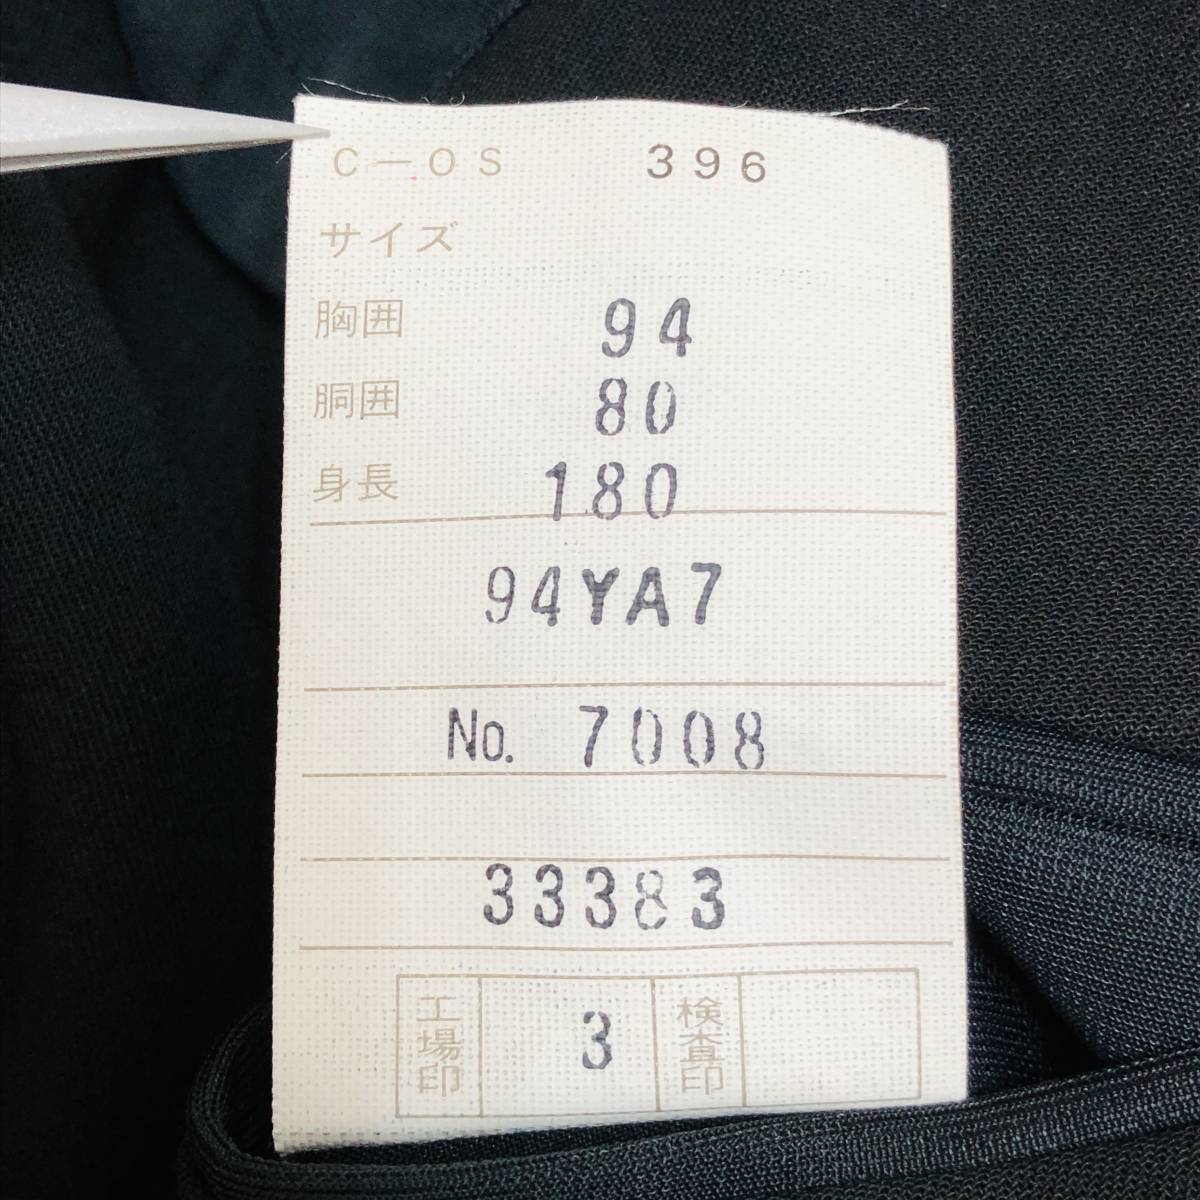 C－OS 396
サイズ
胸囲 94
胴囲 80
身長 180
94YA7
No. 7008
33383
工場印 3 検査印